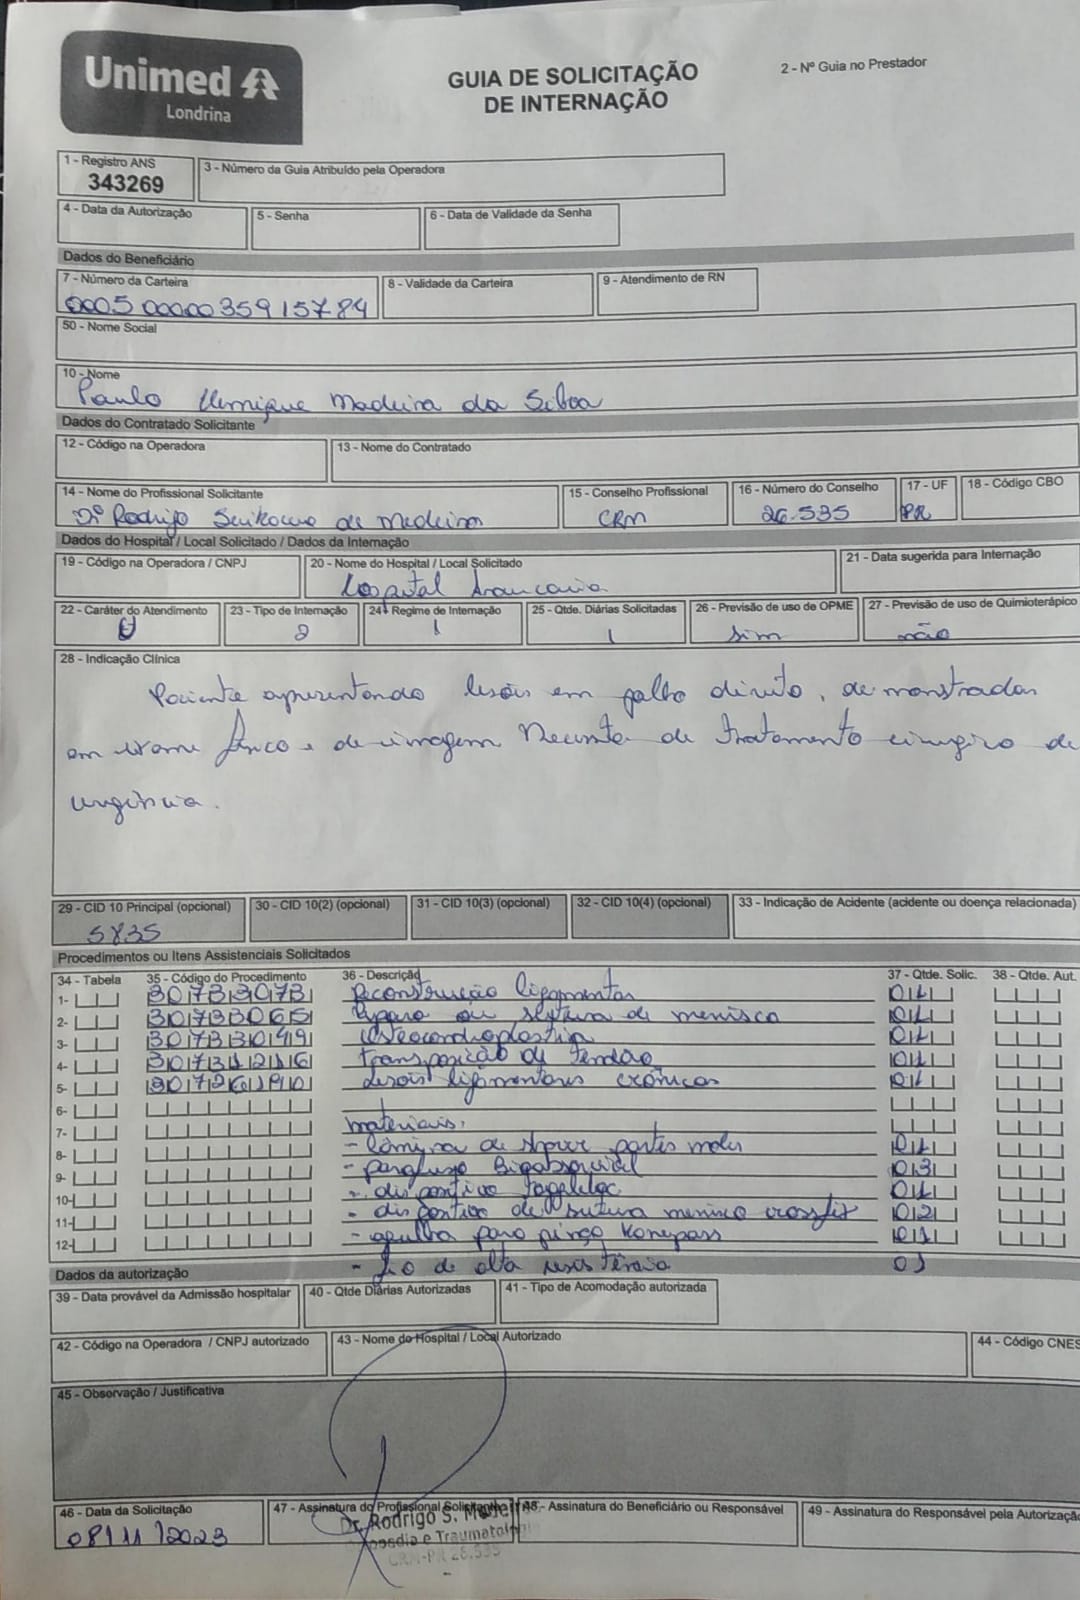 Unimed
Londrina
GUIA DE SOLICITAÇÃO
DE INTERNAÇÃO
2 - Nº Guia no Prestador
1 - Registro ANS
343269
3 - Número da Guia Atribuído pela Operadora
4 - Data da Autorização
5 - Senha
6 - Data de Validade da Senha
Dados do Beneficiário
7 - Número da Carteira
0005 00000 359 15784
8 - Validade da Carteira
9 - Atendimento de RN
50 - Nome Social
10 - Nome
Paulo Henrique Madeira da Silva
Dados do Contratado Solicitante
12 - Código na Operadora
13 - Nome do Contratado
14 - Nome do Profissional Solicitante
Dr Rodrigo de Medeiros
15 - Conselho Profissional
CRM
16 - Número do Conselho
26.535
17 - UF
PR
18 - Código CBO
Dados do Hospital / Local Solicitado / Dados da Internação
19 - Código na Operadora / CNPJ
20 - Nome do Hospital / Local Solicitado
Hospital Araucaria
21 - Data sugerida para Internação
22 - Caráter do Atendimento
U
23 - Tipo de Internação
2
24 - Regime de Internação
1
25 - Qtde. Diárias Solicitadas
1
26 - Previsão de uso de OPME
sim
27 - Previsão de uso de Quimioterápico
não
28 - Indicação Clínica
Paciente apresentando lesões em joelho direito, demonstradas
em exame físico e de imagem. Necessita de tratamento cirurgico de
urgência.
29 - CID 10 Principal (opcional)
S835
30 - CID 10(2) (opcional)
31 - CID 10(3) (opcional)
32 - CID 10(4) (opcional)
33 - Indicação de Acidente (acidente ou doença relacionada)
Procedimentos ou Itens Assistenciais Solicitados
34 - Tabela 35 - Código do Procedimento 36 - Descrição 37 - Qtde. Solic. 38 - Qtde. Aut.
1- 30733073 Reconstrução ligamentar 01
2- 30733065 Reparo ou sutura de menisco 01
3- 30733049 Osteocondroplastia 01
4- 30731216 transposição de tendão 01
5- 30726190 lesões ligamentares crônicas 01
6-
7- materiais:
8- - lâmina de shaver partes moles 01
9- - parafuso Bioabsorvivel 03
10- - dispositivo 01
11- - dispositivo de sutura menisco crossfix 02
12- - agulha para pinça Konepass 01
- fio de alta resistência 01
Dados da autorização
39 - Data provável da Admissão hospitalar
40 - Qtde Diárias Autorizadas
41 - Tipo de Acomodação autorizada
42 - Código na Operadora / CNPJ autorizado
43 - Nome do Hospital / Local Autorizado
44 - Código CNES
45 - Observação / Justificativa
46 - Data da Solicitação
08/11/2023
47 - Assinatura do Profissional Solicitante
Dr. Rodrigo S.
Ortopedia e Traumatologia
CRM-PR 26.535
48 - Assinatura do Beneficiário ou Responsável
49 - Assinatura do Responsável pela Autorização